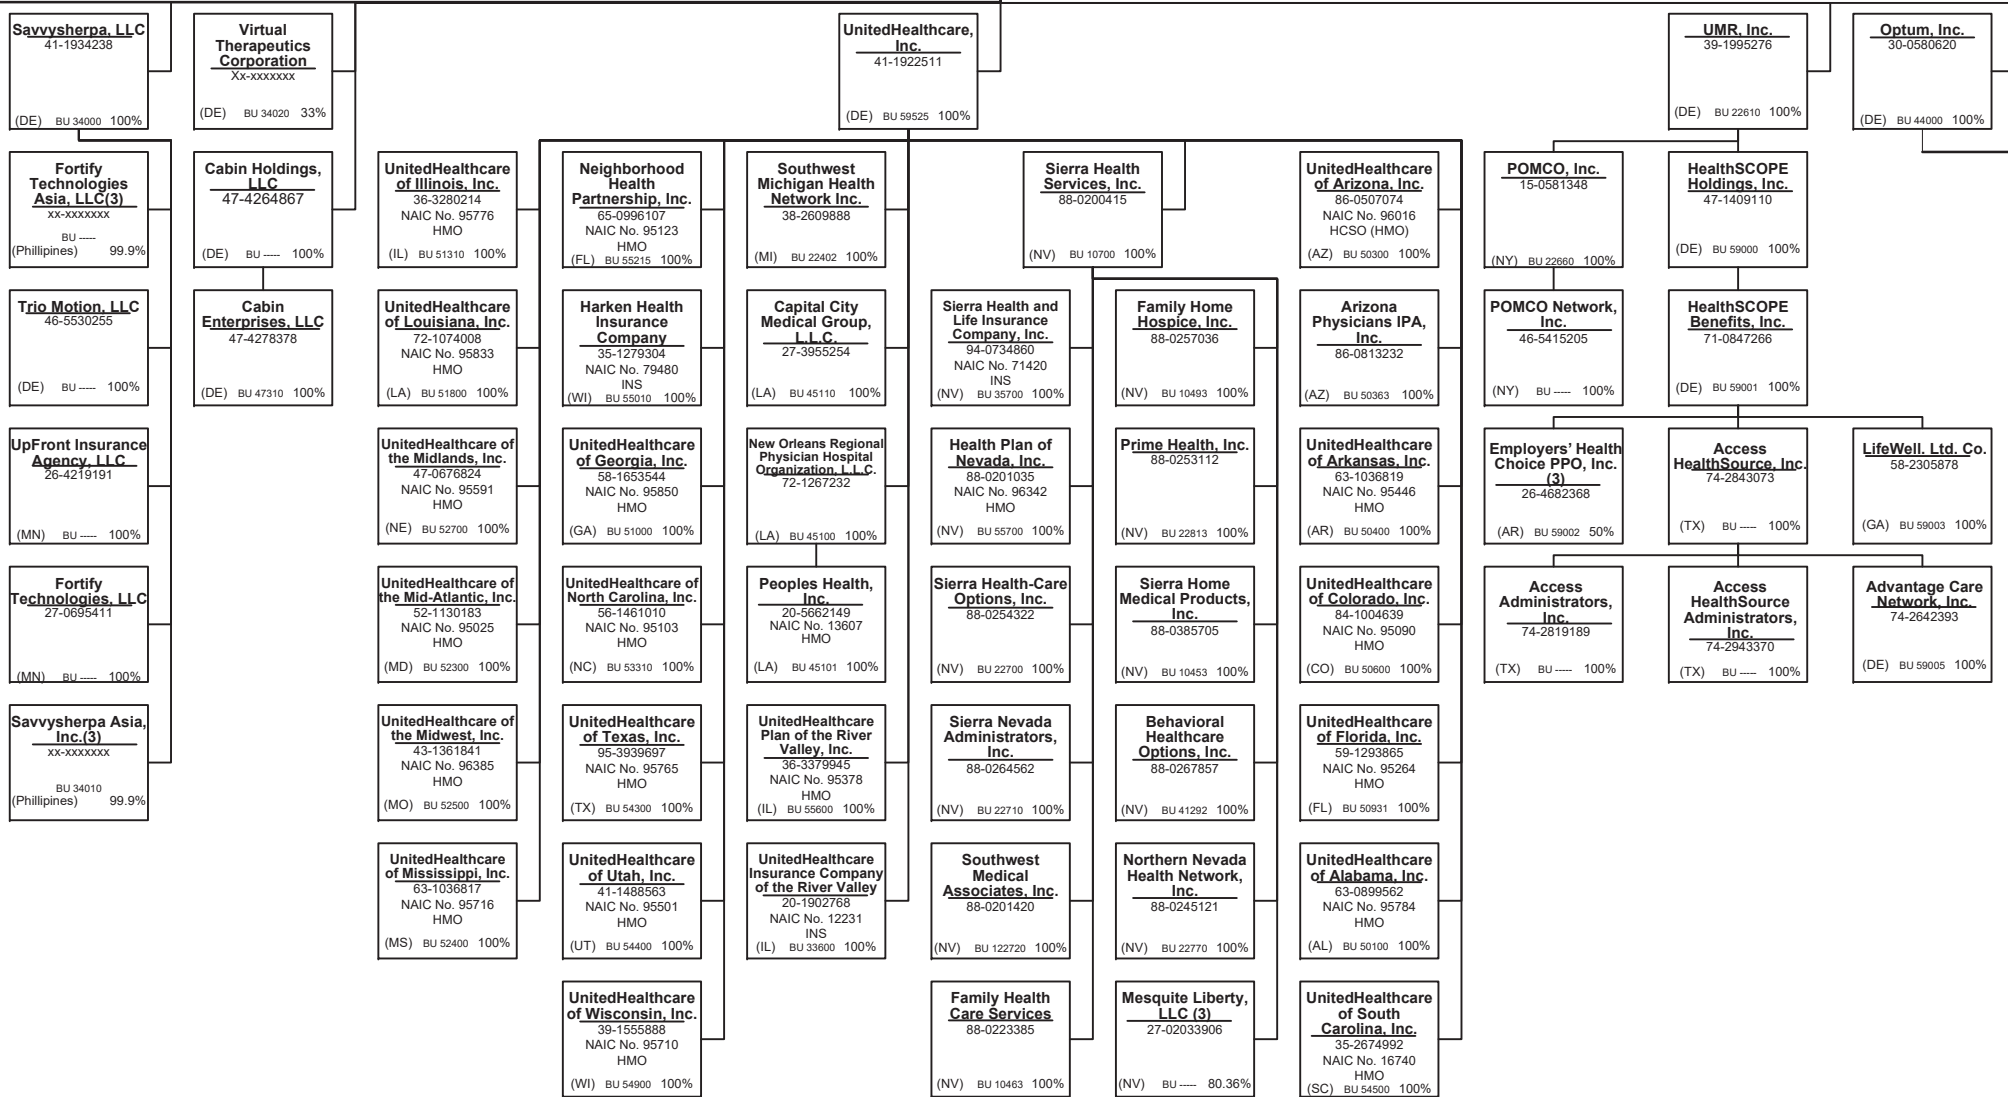 Savvysherpa, LLC
41-1934238
(DE) BU 34000 100%
Virtual
Therapeutics
Corporation
Xx-xxxxxxx
(DE) BU 34020 33%
UnitedHealthcare,
Inc.
41-1922511
(DE) BU 59525 100%
UMR, Inc.
39-1995276
(DE) BU 22610 100%
Optum, Inc.
30-0580620
(DE) BU 44000 100%
Fortify
Technologies
Asia, LLC(3)
xx-xxxxxxx
BU -----
(Phillipines) 99.9%
Cabin Holdings,
LLC
47-4264867
(DE) BU ----- 100%
UnitedHealthcare
of Illinois, Inc.
36-3280214
NAIC No. 95776
HMO
(IL) BU 51310 100%
Neighborhood
Health
Partnership, Inc.
65-0996107
NAIC No. 95123
HMO
(FL) BU 55215 100%
Southwest
Michigan Health
Network Inc.
38-2609888
(MI) BU 22402 100%
Sierra Health
Services, Inc.
88-0200415
(NV) BU 10700 100%
UnitedHealthcare
of Arizona, Inc.
86-0507074
NAIC No. 96016
HCSO (HMO)
(AZ) BU 50300 100%
POMCO, Inc.
15-0581348
(NY) BU 22660 100%
HealthSCOPE
Holdings, Inc.
47-1409110
(DE) BU 59000 100%
Trio Motion, LLC
46-5530255
(DE) BU ----- 100%
Cabin
Enterprises, LLC
47-4278378
(DE) BU 47310 100%
UnitedHealthcare
of Louisiana, Inc.
72-1074008
NAIC No. 95833
HMO
(LA) BU 51800 100%
Harken Health
Insurance
Company
35-1279304
NAIC No. 79480
INS
(WI) BU 55010 100%
Capital City
Medical Group,
L.L.C.
27-3955254
(LA) BU 45110 100%
Sierra Health and
Life Insurance
Company, Inc.
94-0734860
NAIC No. 71420
INS
(NV) BU 35700 100%
Family Home
Hospice, Inc.
88-0257036
(NV) BU 10493 100%
Arizona
Physicians IPA,
Inc.
86-0813232
(AZ) BU 50363 100%
POMCO Network,
Inc.
46-5415205
(NY) BU ----- 100%
HealthSCOPE
Benefits, Inc.
71-0847266
(DE) BU 59001 100%
UpFront Insurance
Agency, LLC
26-4219191
(MN) BU ----- 100%
UnitedHealthcare of
the Midlands, Inc.
47-0676824
NAIC No. 95591
HMO
(NE) BU 52700 100%
UnitedHealthcare
of Georgia, Inc.
58-1653544
NAIC No. 95850
HMO
(GA) BU 51000 100%
New Orleans Regional
Physician Hospital
Organization, L.L.C.
72-1267232
(LA) BU 45100 100%
Health Plan of
Nevada, Inc.
88-0201035
NAIC No. 96342
HMO
(NV) BU 55700 100%
Prime Health, Inc.
88-0253112
(NV) BU 22813 100%
UnitedHealthcare
of Arkansas, Inc.
63-1036819
NAIC No. 95446
HMO
(AR) BU 50400 100%
Employers' Health
Choice PPO, Inc.
(3)
26-4682368
(AR) BU 59002 50%
Access
HealthSource, Inc.
74-2843073
(TX) BU ----- 100%
LifeWell. Ltd. Co.
58-2305878
(GA) BU 59003 100%
Fortify
Technologies, LLC
27-0695411
(MN) BU ----- 100%
UnitedHealthcare of
the Mid-Atlantic, Inc.
52-1130183
NAIC No. 95025
HMO
(MD) BU 52300 100%
UnitedHealthcare of
North Carolina, Inc.
56-1461010
NAIC No. 95103
HMO
(NC) BU 53310 100%
Peoples Health,
Inc.
20-5662149
NAIC No. 13607
HMO
(LA) BU 45101 100%
Sierra Health-Care
Options, Inc.
88-0254322
(NV) BU 22700 100%
Sierra Home
Medical Products,
Inc.
88-0385705
(NV) BU 10453 100%
UnitedHealthcare
of Colorado, Inc.
84-1004639
NAIC No. 95090
HMO
(CO) BU 50600 100%
Access
Administrators,
Inc.
74-2819189
(TX) BU ----- 100%
Access
HealthSource
Administrators,
Inc.
74-2943370
(TX) BU ----- 100%
Advantage Care
Network, Inc.
74-2642393
(DE) BU 59005 100%
Savvysherpa Asia,
Inc.(3)
xx-xxxxxxx
BU 34010
(Phillipines) 99.9%
UnitedHealthcare of
the Midwest, Inc.
43-1361841
NAIC No. 96385
HMO
(MO) BU 52500 100%
UnitedHealthcare
of Texas, Inc.
95-3939697
NAIC No. 95765
HMO
(TX) BU 54300 100%
UnitedHealthcare
Plan of the River
Valley, Inc.
36-3379945
NAIC No. 95378
HMO
(IL) BU 55600 100%
Sierra Nevada
Administrators,
Inc.
88-0264562
(NV) BU 22710 100%
Behavioral
Healthcare
Options, Inc.
88-0267857
(NV) BU 41292 100%
UnitedHealthcare
of Florida, Inc.
59-1293865
NAIC No. 95264
HMO
(FL) BU 50931 100%
UnitedHealthcare
of Mississippi, Inc.
63-1036817
NAIC No. 95716
HMO
(MS) BU 52400 100%
UnitedHealthcare
of Utah, Inc.
41-1488563
NAIC No. 95501
HMO
(UT) BU 54400 100%
UnitedHealthcare
Insurance Company
of the River Valley
20-1902768
NAIC No. 12231
INS
(IL) BU 33600 100%
Southwest
Medical
Associates, Inc.
88-0201420
(NV) BU 122720 100%
Northern Nevada
Health Network,
Inc.
88-0245121
(NV) BU 22770 100%
UnitedHealthcare
of Alabama, Inc.
63-0899562
NAIC No. 95784
HMO
(AL) BU 50100 100%
UnitedHealthcare
of Wisconsin, Inc.
39-1555888
NAIC No. 95710
HMO
(WI) BU 54900 100%
Family Health
Care Services
88-0223385
(NV) BU 10463 100%
Mesquite Liberty,
LLC (3)
27-02033906
(NV) BU ----- 80.36%
UnitedHealthcare
of South
Carolina, Inc.
35-2674992
NAIC No. 16740
HMO
(SC) BU 54500 100%